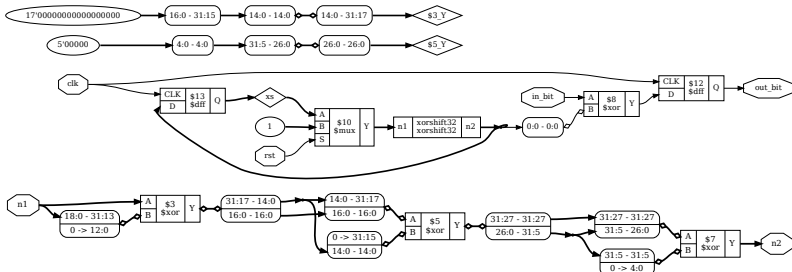 17'00000000000000000 16:0 - 31:15 14:0 - 14:0 14:0 - 31:17 $3_Y
5'00000 4:0 - 4:0 31:5 - 26:0 26:0 - 26:0 $5_Y
clk
CLK $13 Q
D $dff
xs
1
rst
A $10 Y
B $mux
S
n1 xorshift32 n2
xorshift32
0:0 - 0:0
in_bit
A $8 Y
B $xor
CLK $12 Q
D $dff
out_bit
n1
18:0 - 31:13
0 -> 12:0
A $3 Y
B $xor
31:17 - 14:0
16:0 - 16:0
14:0 - 31:17
16:0 - 16:0
0 -> 31:15
14:0 - 14:0
A $5 Y
B $xor
31:27 - 31:27
26:0 - 31:5
31:27 - 31:27
31:5 - 26:0
31:5 - 31:5
0 -> 4:0
A $7 Y
B $xor
n2